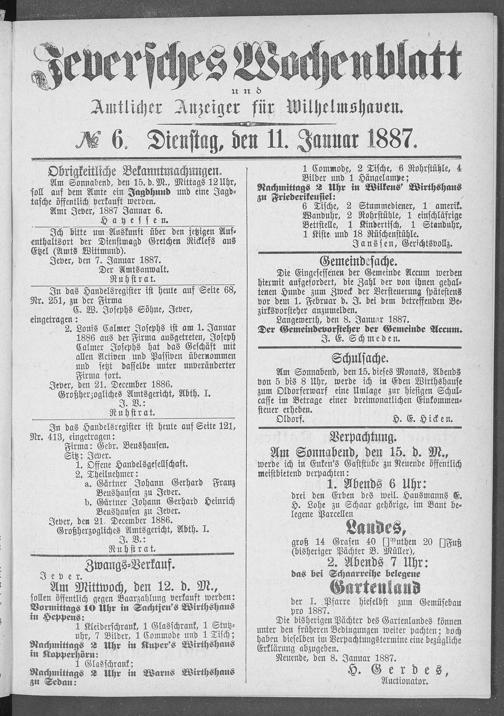 Jeversches Wochenblatt
und
Amtlicher Anzeiger für Wilhelmshaven.
№ 6. Dienstag, den 11. Januar 1887.
Obrigkeitliche Bekanntmachungen.
Am Sonnabend, den 15. d. M., Mittags 12 Uhr,
soll auf dem Amte ein Jagdhund und eine Jagd-
tasche öffentlich verkauft werden.
Amt Jever, 1887 Januar 6.
Hayessen.
Ich bitte um Auskunft über den jetzigen Auf-
enthaltsort der Dienstmagd Gretchen Ricklefs aus
Etzel (Amts Wittmund).
Jever, den 7. Januar 1887.
Der Amtsanwalt.
Ruhstrat.
In das Handelsregister ist heute auf Seite 68,
Nr. 251, zu der Firma
C. W. Josephs Söhne, Jever,
eingetragen:
2. Louis Calmer Josephs ist am 1. Januar
1886 aus der Firma ausgetreten, Joseph
Calmer Josephs hat das Geschäft mit
allen Activen und Passiven übernommen
und setzt dasselbe unter unveränderter
Firma fort.
Jever, den 21. December 1886.
Großherzogliches Amtsgericht, Abth. I.
J. V.:
Ruhstrat.
In das Handelsregister ist heute auf Seite 121,
Nr. 413, eingetragen:
Firma: Gebr. Beushausen.
Sitz: Jever.
1. Offene Handelsgesellschaft.
2. Theilnehmer:
a. Gärtner Johann Gerhard Franz
Beushausen zu Jever.
b. Gärtner Johann Gerhard Heinrich
Beushausen zu Jever.
Jever, den 21. December 1886.
Großherzogliches Amtsgericht, Abth. I.
J. V.:
Ruhstrat.
Zwangs-Verkauf.
Jever.
Am Mittwoch, den 12. d. M.,
sollen öffentlich gegen Baarzahlung verkauft werden:
Vormittags 10 Uhr in Sachtjen's Wirthshaus
in Heppens:
1 Kleiderschrank, 1 Glasschrank, 1 Stutz-
uhr, 7 Bilder, 1 Commode und 1 Tisch;
Nachmittags 2 Uhr in Kuper's Wirthshaus
in Kopperhörn:
1 Glasschrank;
Nachmittags 2 Uhr in Warns Wirthshaus
zu Sedan:
1 Commode, 2 Tische, 6 Rohrstühle, 4
Bilder und 1 Hängelampe;
Nachmittags 2 Uhr in Wilkens' Wirthshaus
zu Friederikensiel:
6 Tische, 2 Stummediener, 1 amerik.
Wanduhr, 2 Rohrstühle, 1 einschläfige
Bettstelle, 1 Kindertisch, 1 Standuhr,
1 Kiste und 18 Nüschenstühle.
Janssen, Gerichtsvollz.
Gemeindesache.
Die Eingesessenen der Gemeinde Accum werden
hiermit aufgefordert, die Zahl der von ihnen gehal-
tenen Hunde zum Zweck der Versteuerung spätestens
vor dem 1. Februar d. J. bei dem betreffenden Be-
zirksvorsteher anzumelden.
Langewerth, den 8. Januar 1887.
Der Gemeindevorsteher der Gemeinde Accum.
J. E. Schmeden.
Schulsache.
Am Sonnabend, den 15. dieses Monats, Abends
von 5 bis 8 Uhr, werde ich in Eden Wirthshause
zum Oldorferwarf eine Umlage zur hiesigen Schul-
casse im Betrage einer dreimonatlichen Einkommen-
steuer erheben.
Oldorf. H. E. Hicken.
Verpachtung.
Am Sonnabend, den 15. d. M.,
werde ich in Enken's Gaststube zu Neuende öffentlich
meistbietend verpachten:
1. Abends 6 Uhr:
drei den Erben des weil. Hausmanns E.
H. Lohe zu Schaar gehörige, im Bant be-
legene Parcellen
Landes,
groß 14 Grasen 40 □Ruthen 20 □Fuß
(bisheriger Pächter B. Müller),
2. Abends 7 Uhr:
das bei Schaarreihe belegene
Gartenland
der I. Pfarre hieselbst zum Gemüsebau
pro 1887.
Die bisherigen Pächter des Gartenlandes können
unter den früheren Bedingungen weiter pachten; doch
haben dieselben im Verpachtungstermine eine bezügliche
Erklärung abzugeben.
Neuende, den 8. Januar 1887.
H. Gerdes,
Auctionator.